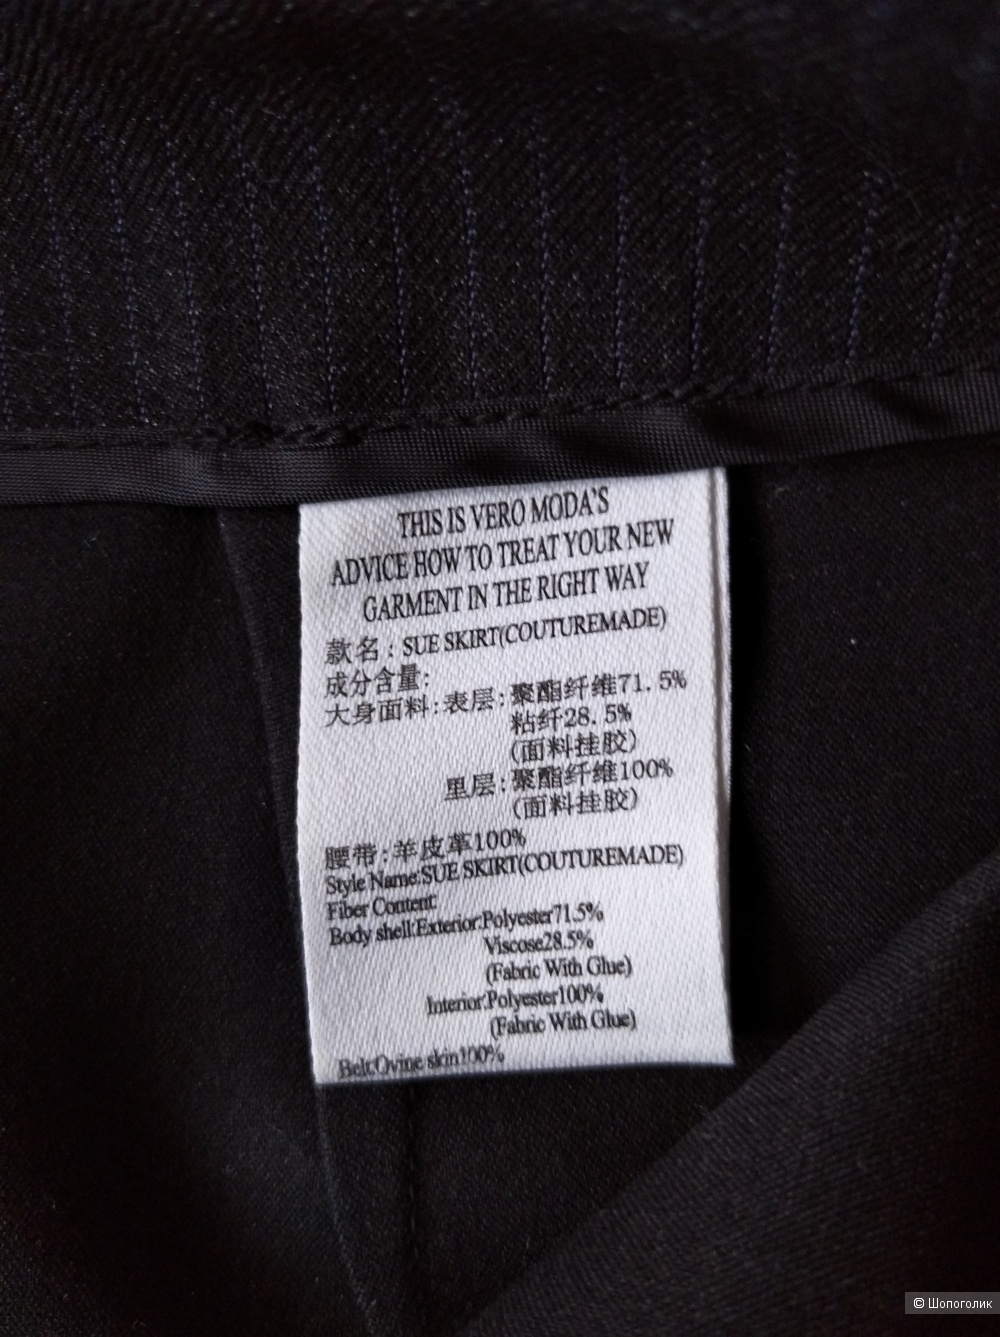 THIS IS VERO MODA'S
ADVICE HOW TO TREAT YOUR NEW
GARMENT IN THE RIGHT WAY
款名: SUE SKIRT(COUTUREMADE)
成分含量:
大身面料:表层:聚酯纤维71.5%
粘纤28.5%
(面料挂胶)
里层:聚酯纤维100%
(面料挂胶)
腰带:羊皮革100%
Style Name:SUE SKIRT(COUTUREMADE)
Fiber Content:
Body shell:Exterior:Polyester71.5%
Viscose28.5%
(Fabric With Glue)
Interior:Polyester100%
(Fabric With Glue)
Belt:Ovine skin100%
© Шопоголик